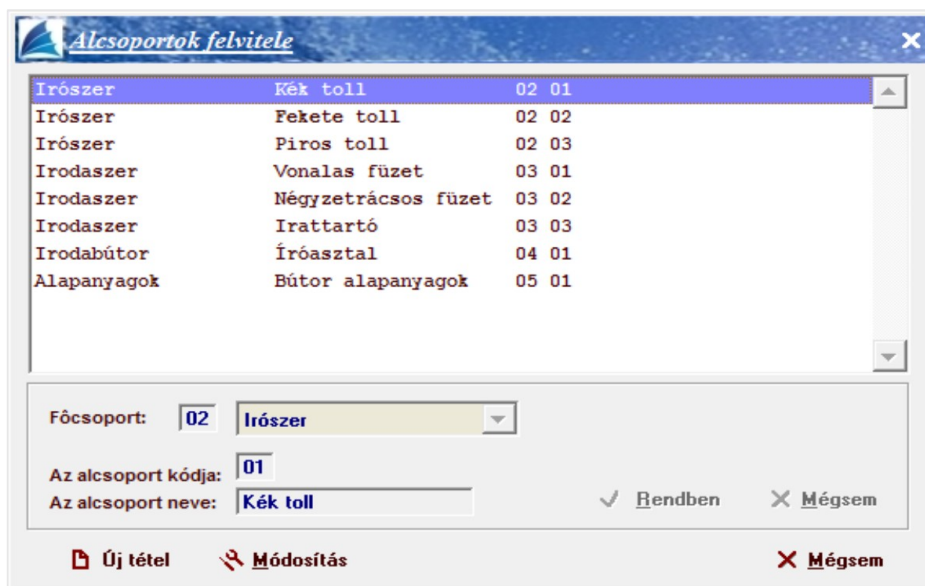 Alcsoportok felvitele
Irószer Kék toll 02 01
Irószer Fekete toll 02 02
Irószer Piros toll 02 03
Irodaszer Vonalas füzet 03 01
Irodaszer Négyzetrácsos füzet 03 02
Irodaszer Irattartó 03 03
Irodabútor Íróasztal 04 01
Alapanyagok Bútor alapanyagok 05 01
Fôcsoport: 02 Irószer
Az alcsoport kódja: 01
Az alcsoport neve: Kék toll Rendben Mégsem
Új tétel Módosítás Mégsem